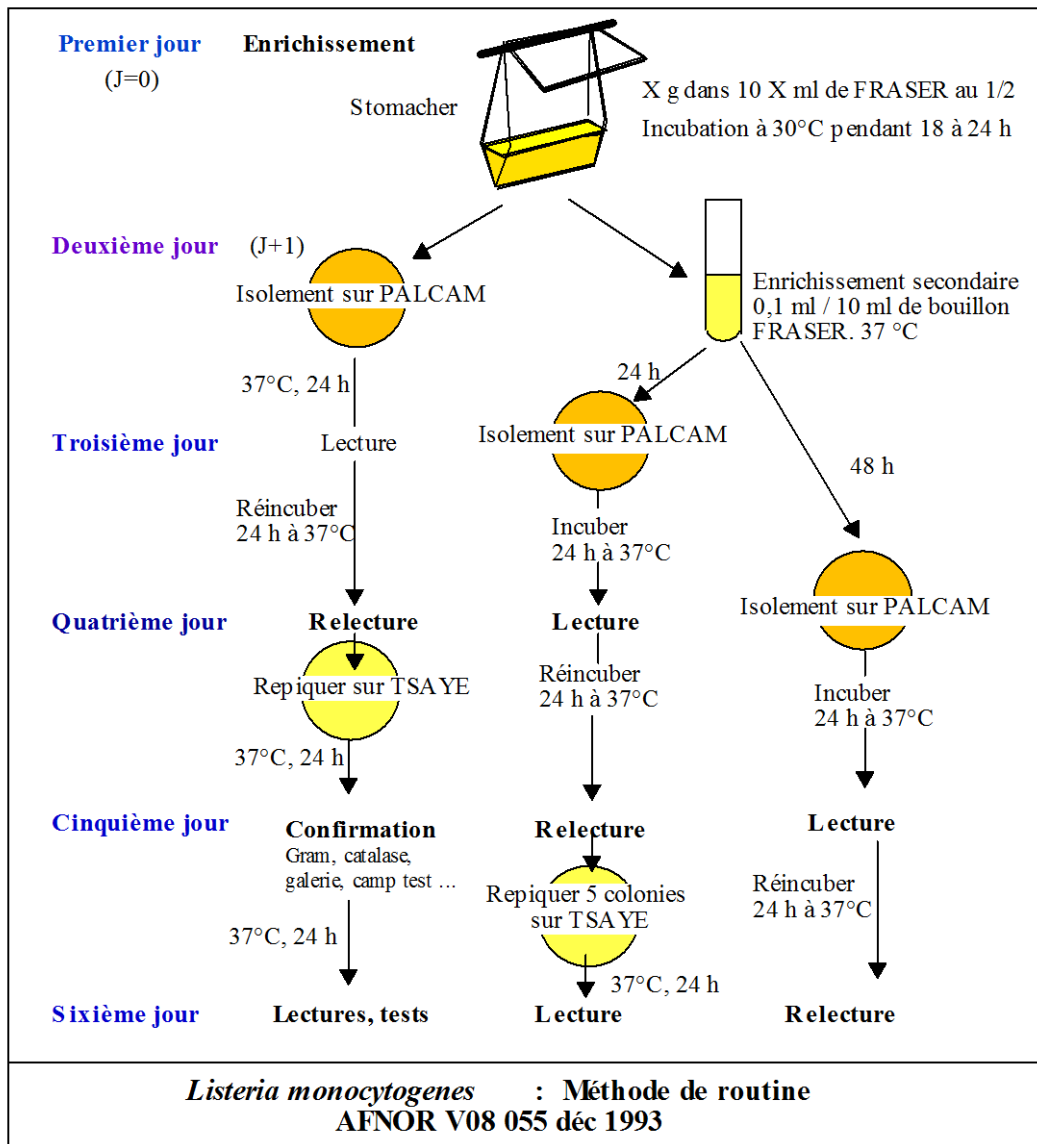 Premier jour
(J=0)
Enrichissement
Stomacher
X g dans 10 X ml de FRASER au 1/2
Incubation à 30°C pendant 18 à 24 h
Deuxième jour
(J+1)
Isolement sur PALCAM
Enrichissement secondaire
0,1 ml / 10 ml de bouillon
FRASER. 37 °C
37°C, 24 h
24 h
48 h
Troisième jour
Lecture
Isolement sur PALCAM
Réincuber
24 h à 37°C
Incuber
24 h à 37°C
Isolement sur PALCAM
Quatrième jour
Relecture
Lecture
Repiquer sur TSAYE
Réincuber
24 h à 37°C
Incuber
24 h à 37°C
37°C, 24 h
Cinquième jour
Confirmation
Gram, catalase,
galerie, camp test ...
Relecture
Lecture
Repiquer 5 colonies
sur TSAYE
Réincuber
24 h à 37°C
37°C, 24 h
37°C, 24 h
Sixième jour
Lectures, tests
Lecture
Relecture
Listeria monocytogenes : Méthode de routine
AFNOR V08 055 déc 1993